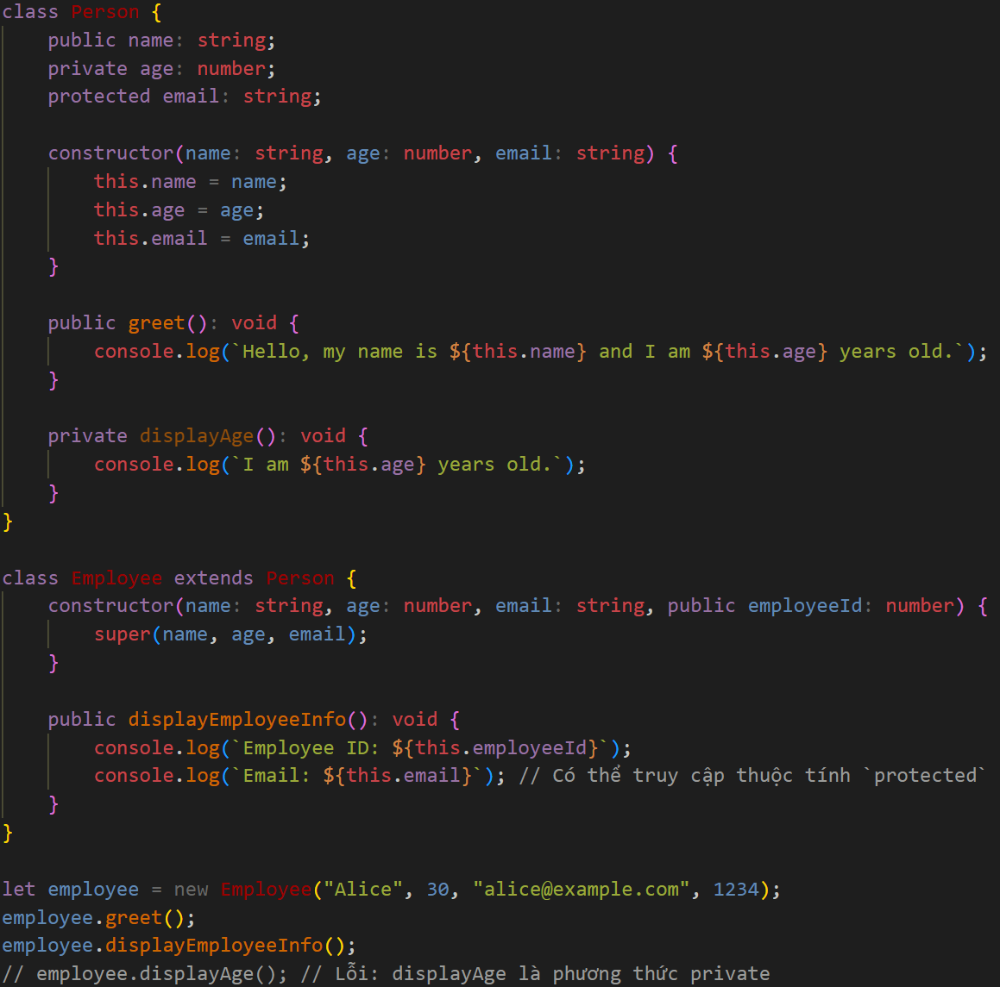 class Person {
    public name: string;
    private age: number;
    protected email: string;

    constructor(name: string, age: number, email: string) {
        this.name = name;
        this.age = age;
        this.email = email;
    }

    public greet(): void {
        console.log(`Hello, my name is ${this.name} and I am ${this.age} years old.`);
    }

    private displayAge(): void {
        console.log(`I am ${this.age} years old.`);
    }
}

class Employee extends Person {
    constructor(name: string, age: number, email: string, public employeeId: number) {
        super(name, age, email);
    }

    public displayEmployeeInfo(): void {
        console.log(`Employee ID: ${this.employeeId}`);
        console.log(`Email: ${this.email}`); // Có thể truy cập thuộc tính `protected`
    }
}

let employee = new Employee("Alice", 30, "alice@example.com", 1234);
employee.greet();
employee.displayEmployeeInfo();
// employee.displayAge(); // Lỗi: displayAge là phương thức private